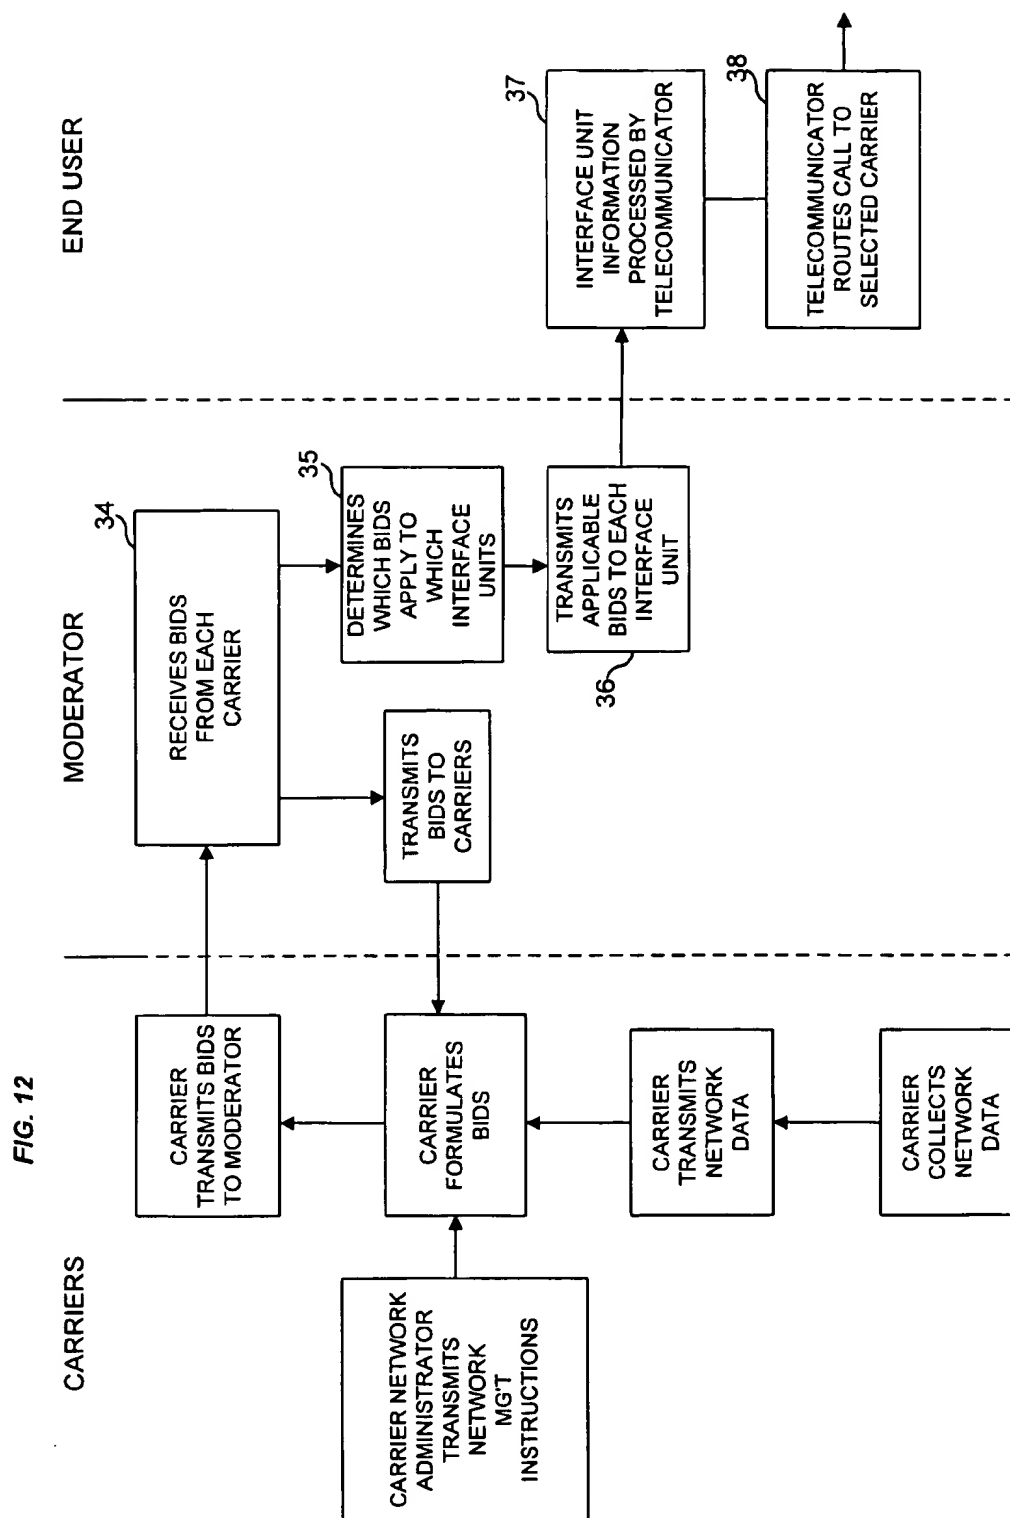 FIG. 12
CARRIERS
MODERATOR
END USER
CARRIER
TRANSMITS BIDS
TO MODERATOR
CARRIER NETWORK
ADMINISTRATOR
TRANSMITS
NETWORK
MG'T
INSTRUCTIONS
CARRIER
FORMULATES
BIDS
CARRIER
TRANSMITS
NETWORK
DATA
CARRIER
COLLECTS
NETWORK
DATA
34
RECEIVES BIDS
FROM EACH
CARRIER
TRANSMITS
BIDS TO
CARRIERS
35
DETERMINES
WHICH BIDS
APPLY TO
WHICH
INTERFACE
UNITS
36
TRANSMITS
APPLICABLE
BIDS TO EACH
INTERFACE
UNIT
37
INTERFACE UNIT
INFORMATION
PROCESSED BY
TELECOMMUNICATOR
38
TELECOMMUNICATOR
ROUTES CALL TO
SELECTED CARRIER